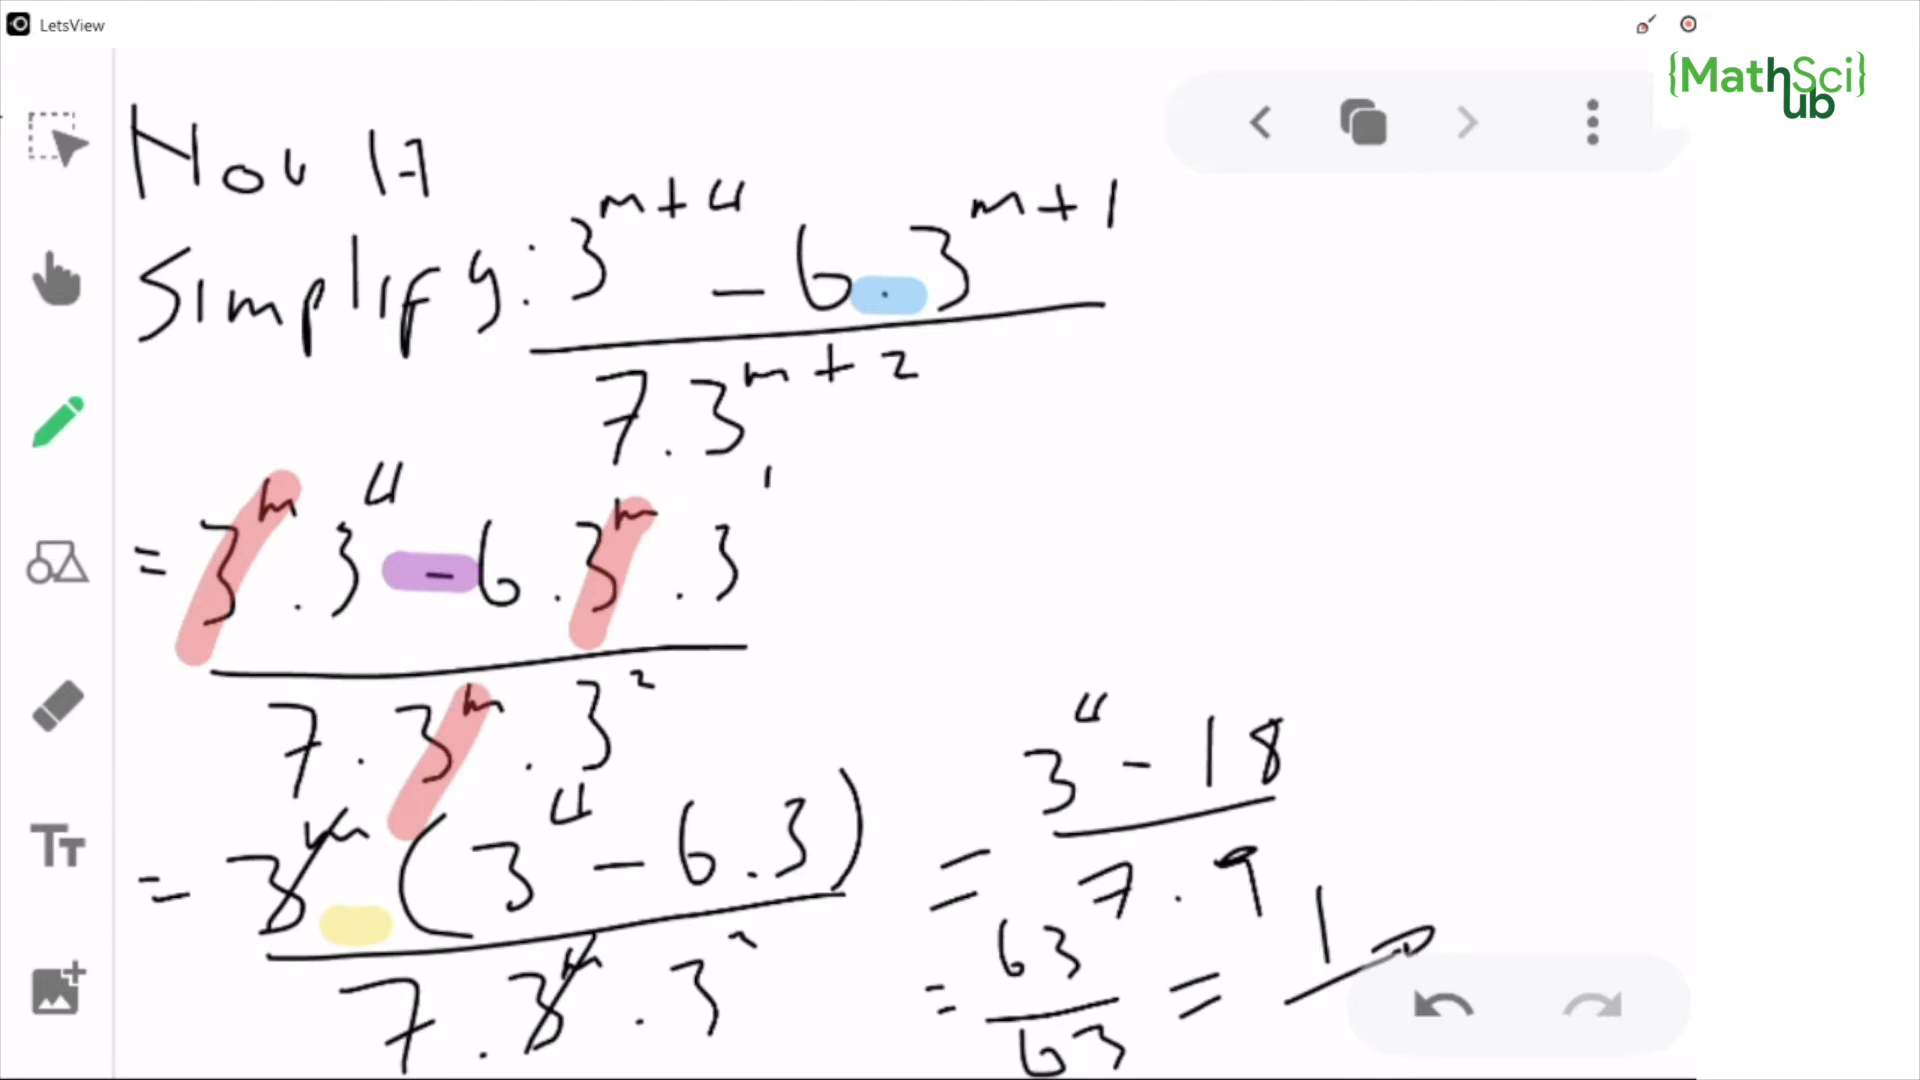 LetsView
{MathSci}
ub
Nov 17
Simplify: 3^{m+4} - 6 . 3^{m+1}
7 . 3^{m+2}
= 3^m . 3^4 - 6 . 3^m . 3^1
7 . 3^m . 3^2
= 3^m (3^4 - 6 . 3)
7 . 3^m . 3^2
= 3^4 - 18
7 . 9
= 63
63
= 1
Tт